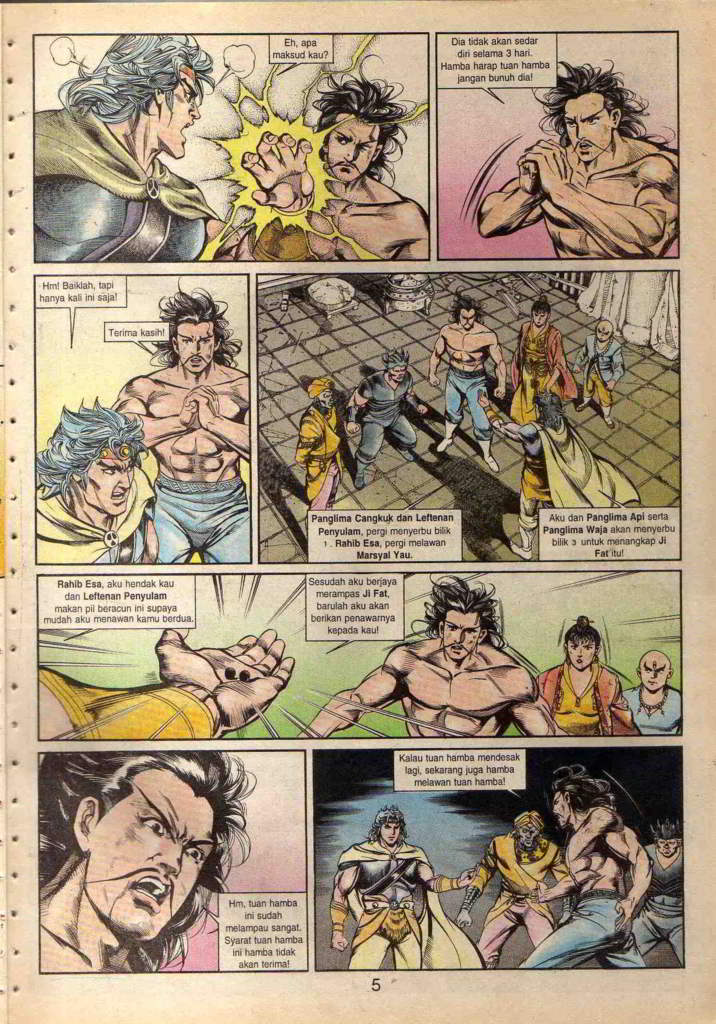 Eh, apa
maksud kau?
Dia tidak akan sedar
diri selama 3 hari.
Hamba harap tuan hamba
jangan bunuh dia!
Hm! Baiklah, tapi
hanya kali ini saja!
Terima kasih!
Panglima Cangkuk dan Leftenan
Penyulam, pergi menyerbu bilik
1. Rahib Esa, pergi melawan
Marsyal Yau.
Aku dan Panglima Api serta
Panglima Waja akan menyerbu
bilik 3 untuk menangkap Ji
Fat itu!
Rahib Esa, aku hendak kau
dan Leftenan Penyulam
makan pil beracun ini supaya
mudah aku menawan kamu berdua.
Sesudah aku berjaya
merampas Ji Fat,
barulah aku akan
berikan penawarnya
kepada kau!
Hm, tuan hamba
ini sudah
melampau sangat.
Syarat tuan hamba
ini hamba tidak
akan terima!
Kalau tuan hamba mendesak
lagi, sekarang juga hamba
melawan tuan hamba!
5